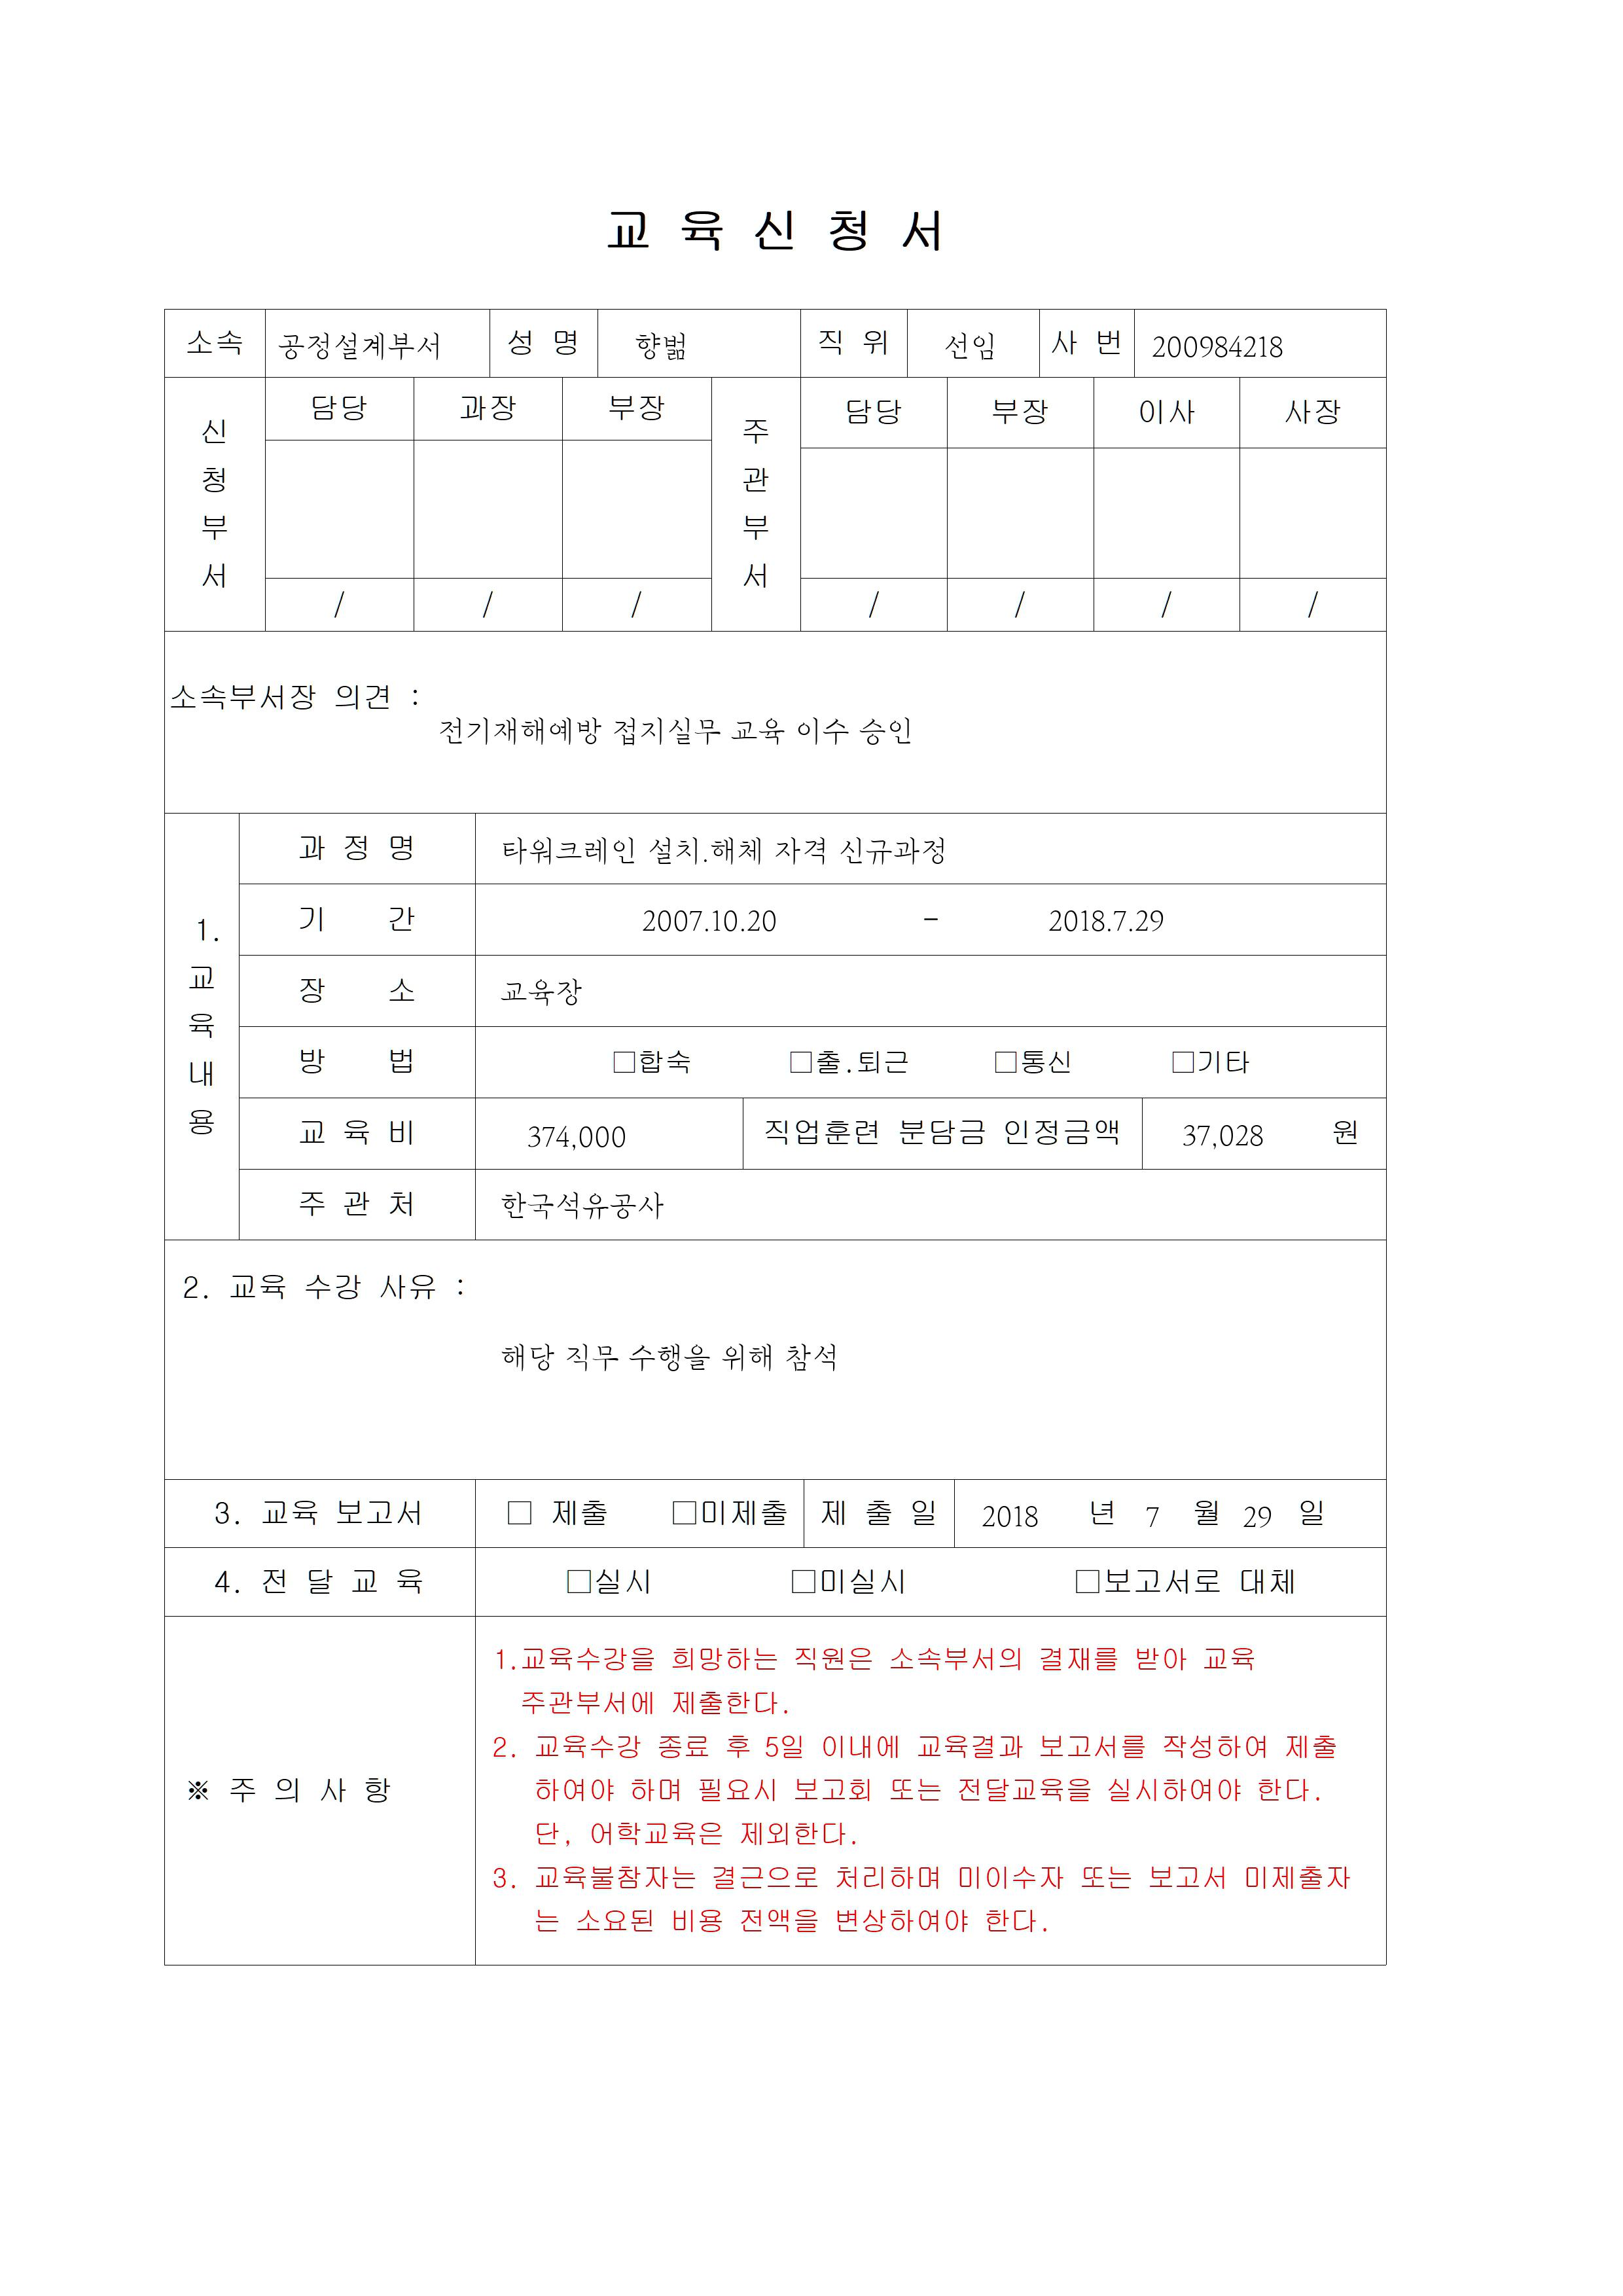 교 육 신 청 서
소속 공정설계부서 성 명 향범 직 위 선임 사 번 200984218
신청부서 담당 과장 부장 주관부서 담당 부장 이사 사장
/ / / / / / /
소속부서장 의견 :
전기재해예방 접지실무 교육 이수 승인
1. 교육내용
과 정 명 타워크레인 설치.해체 자격 신규과정
기 간 2007.10.20 - 2018.7.29
장 소 교육장
방 법 □합숙 □출.퇴근 □통신 □기타
교 육 비 374,000 직업훈련 분담금 인정금액 37,028 원
주 관 처 한국석유공사
2. 교육 수강 사유 :
해당 직무 수행을 위해 참석
3. 교육 보고서 □ 제출 □미제출 제 출 일 2018 년 7 월 29 일
4. 전 달 교 육 □실시 □미실시 □보고서로 대체
※ 주 의 사 항
1.교육수강을 희망하는 직원은 소속부서의 결재를 받아 교육
주관부서에 제출한다.
2. 교육수강 종료 후 5일 이내에 교육결과 보고서를 작성하여 제출
하여야 하며 필요시 보고회 또는 전달교육을 실시하여야 한다.
단, 어학교육은 제외한다.
3. 교육불참자는 결근으로 처리하며 미이수자 또는 보고서 미제출자
는 소요된 비용 전액을 변상하여야 한다.